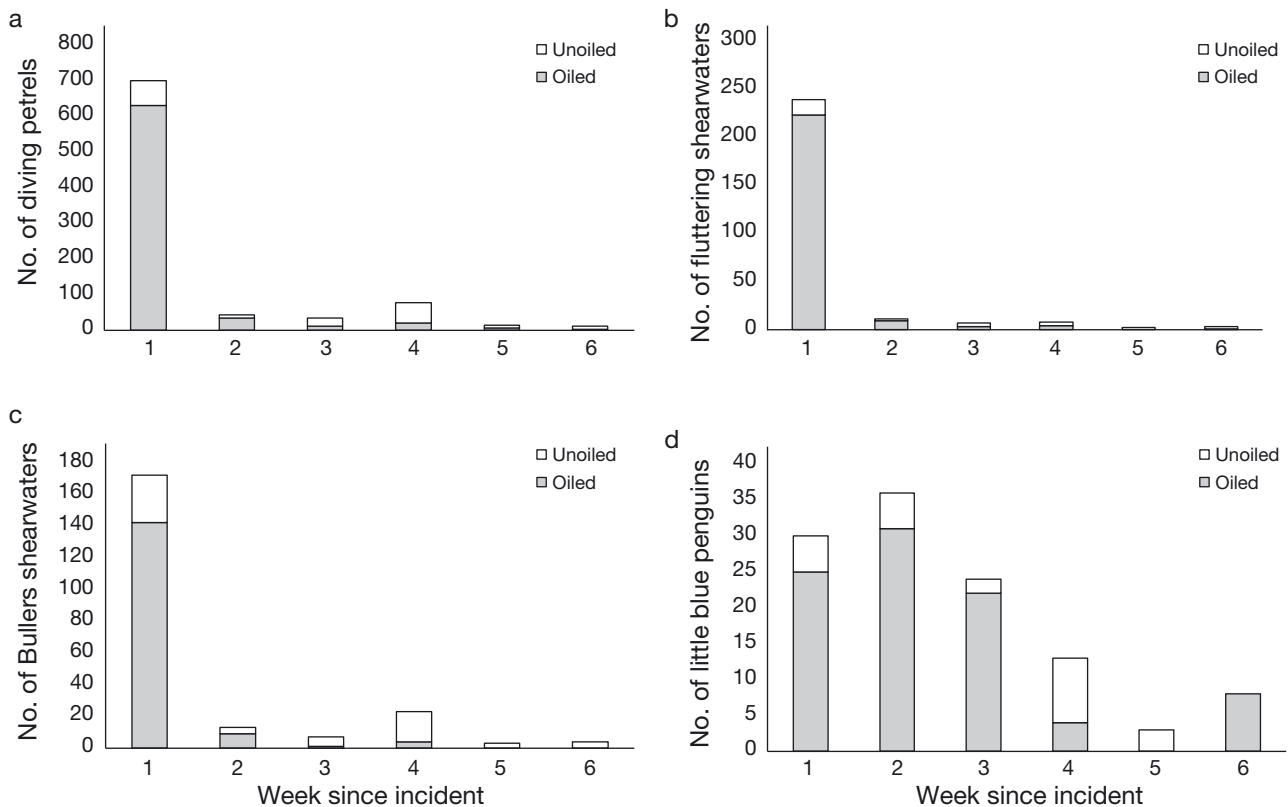 a
No. of diving petrels
800
700
600
500
400
300
200
100
0
Unoiled
Oiled
1 2 3 4 5 6
b
No. of fluttering shearwaters
300
250
200
150
100
50
0
Unoiled
Oiled
1 2 3 4 5 6
c
No. of Bullers shearwaters
180
160
140
120
100
80
60
40
20
0
Unoiled
Oiled
1 2 3 4 5 6
Week since incident
d
No. of little blue penguins
40
35
30
25
20
15
10
5
0
Unoiled
Oiled
1 2 3 4 5 6
Week since incident